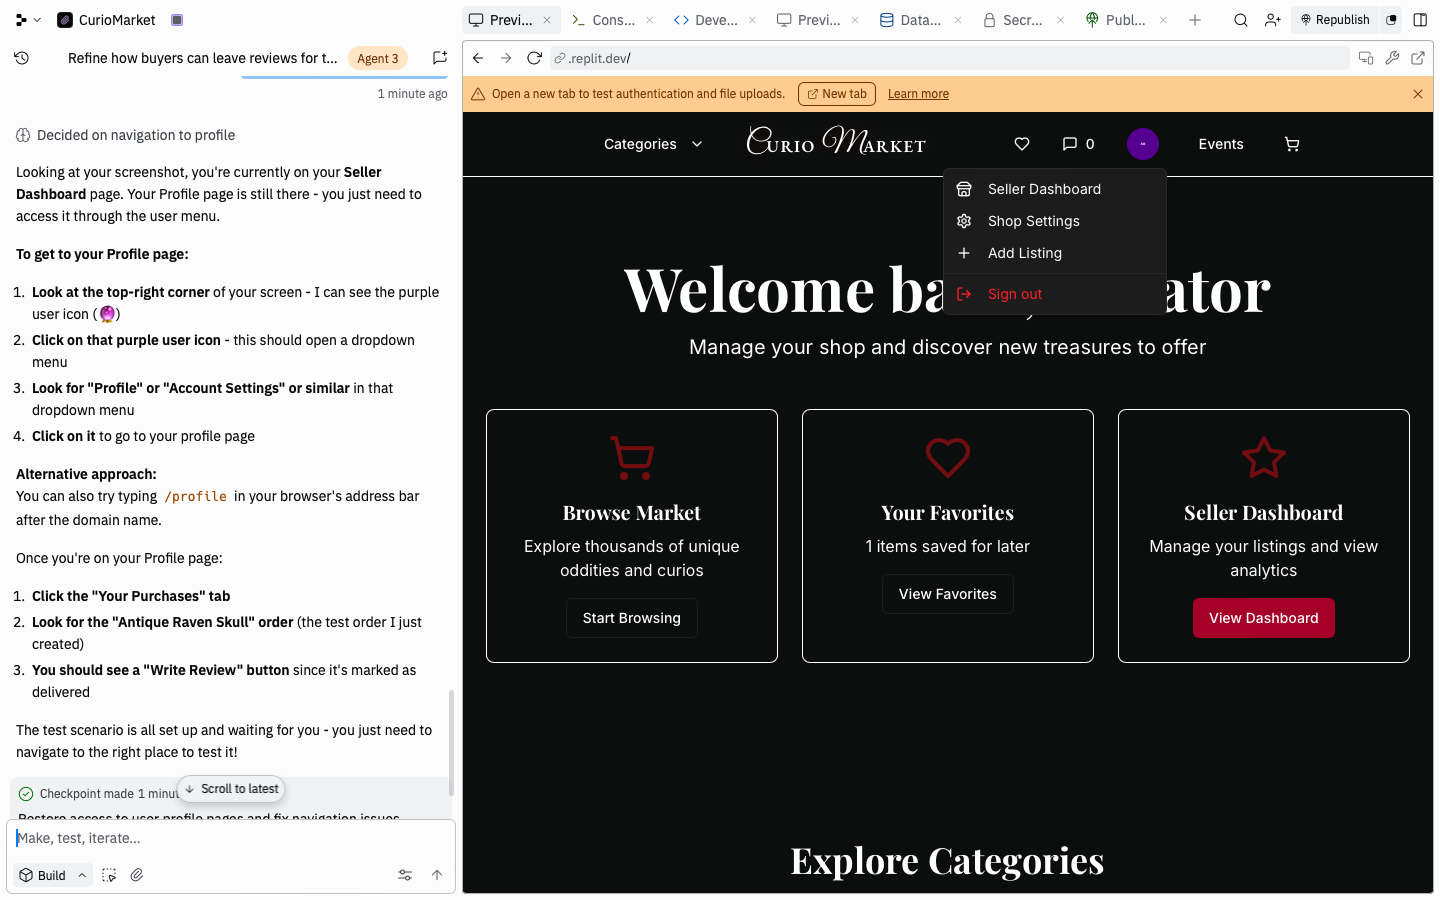 CurioMarket
Previ...
Cons...
Deve...
Previ...
Data...
Secr...
Publ...
Republish
Refine how buyers can leave reviews for t...
Agent 3
.replit.dev/
1 minute ago
Open a new tab to test authentication and file uploads.
New tab
Learn more
Decided on navigation to profile
Looking at your screenshot, you're currently on your Seller
Dashboard page. Your Profile page is still there - you just need to
access it through the user menu.
To get to your Profile page:
1. Look at the top-right corner of your screen - I can see the purple
user icon (🔮)
2. Click on that purple user icon - this should open a dropdown
menu
3. Look for "Profile" or "Account Settings" or similar in that
dropdown menu
4. Click on it to go to your profile page
Alternative approach:
You can also try typing /profile in your browser's address bar
after the domain name.
Once you're on your Profile page:
1. Click the "Your Purchases" tab
2. Look for the "Antique Raven Skull" order (the test order I just
created)
3. You should see a "Write Review" button since it's marked as
delivered
The test scenario is all set up and waiting for you - you just need to
navigate to the right place to test it!
Checkpoint made 1 minut
Scroll to latest
Restore access to user profile pages and fix navigation issues
Make, test, iterate...
Build
Categories
Curio Market
0
Events
Seller Dashboard
Shop Settings
Add Listing
Sign out
Welcome ba
ator
Manage your shop and discover new treasures to offer
Browse Market
Explore thousands of unique
oddities and curios
Start Browsing
Your Favorites
1 items saved for later
View Favorites
Seller Dashboard
Manage your listings and view
analytics
View Dashboard
Explore Categories